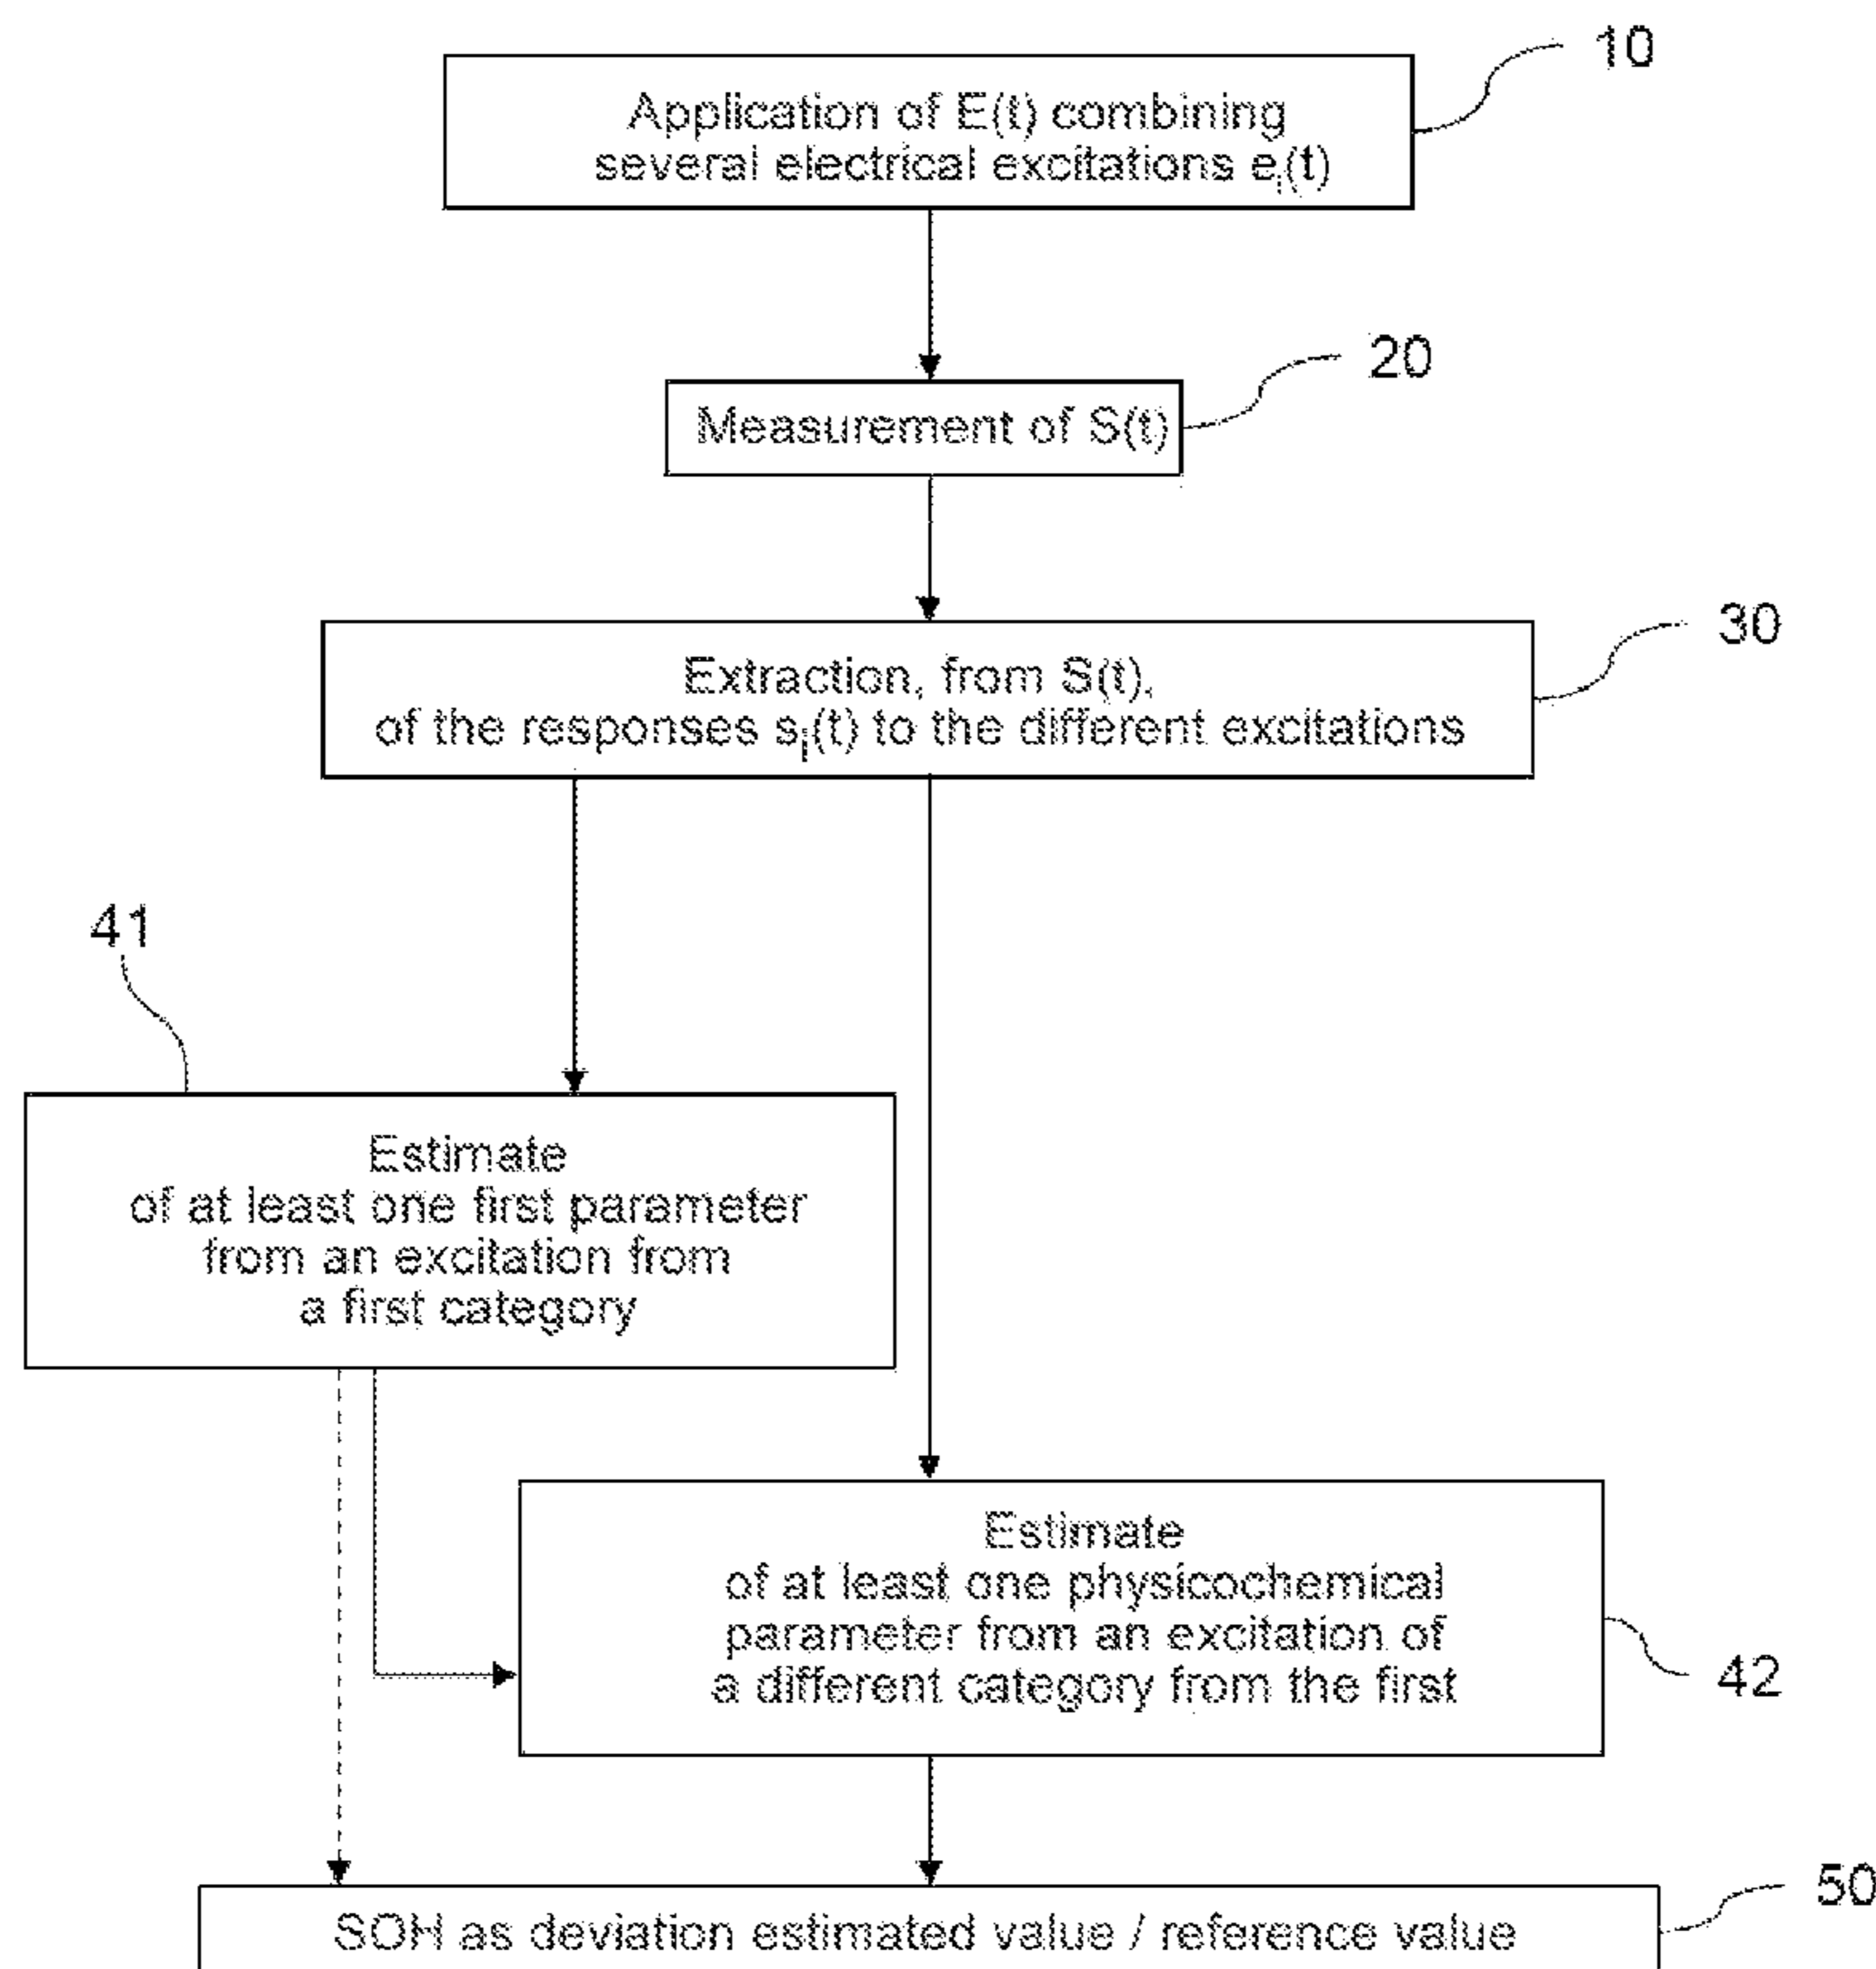 10
Application of E(t) combining
several electrical excitations ei(t)
20
Measurement of S(t)
30
Extraction, from S(t),
of the responses si(t) to the different excitations
41
Estimate
of at least one first parameter
from an excitation from
a first category
Estimate
of at least one physicochemical
parameter from an excitation of
a different category from the first
42
50
SOH as deviation estimated value / reference value